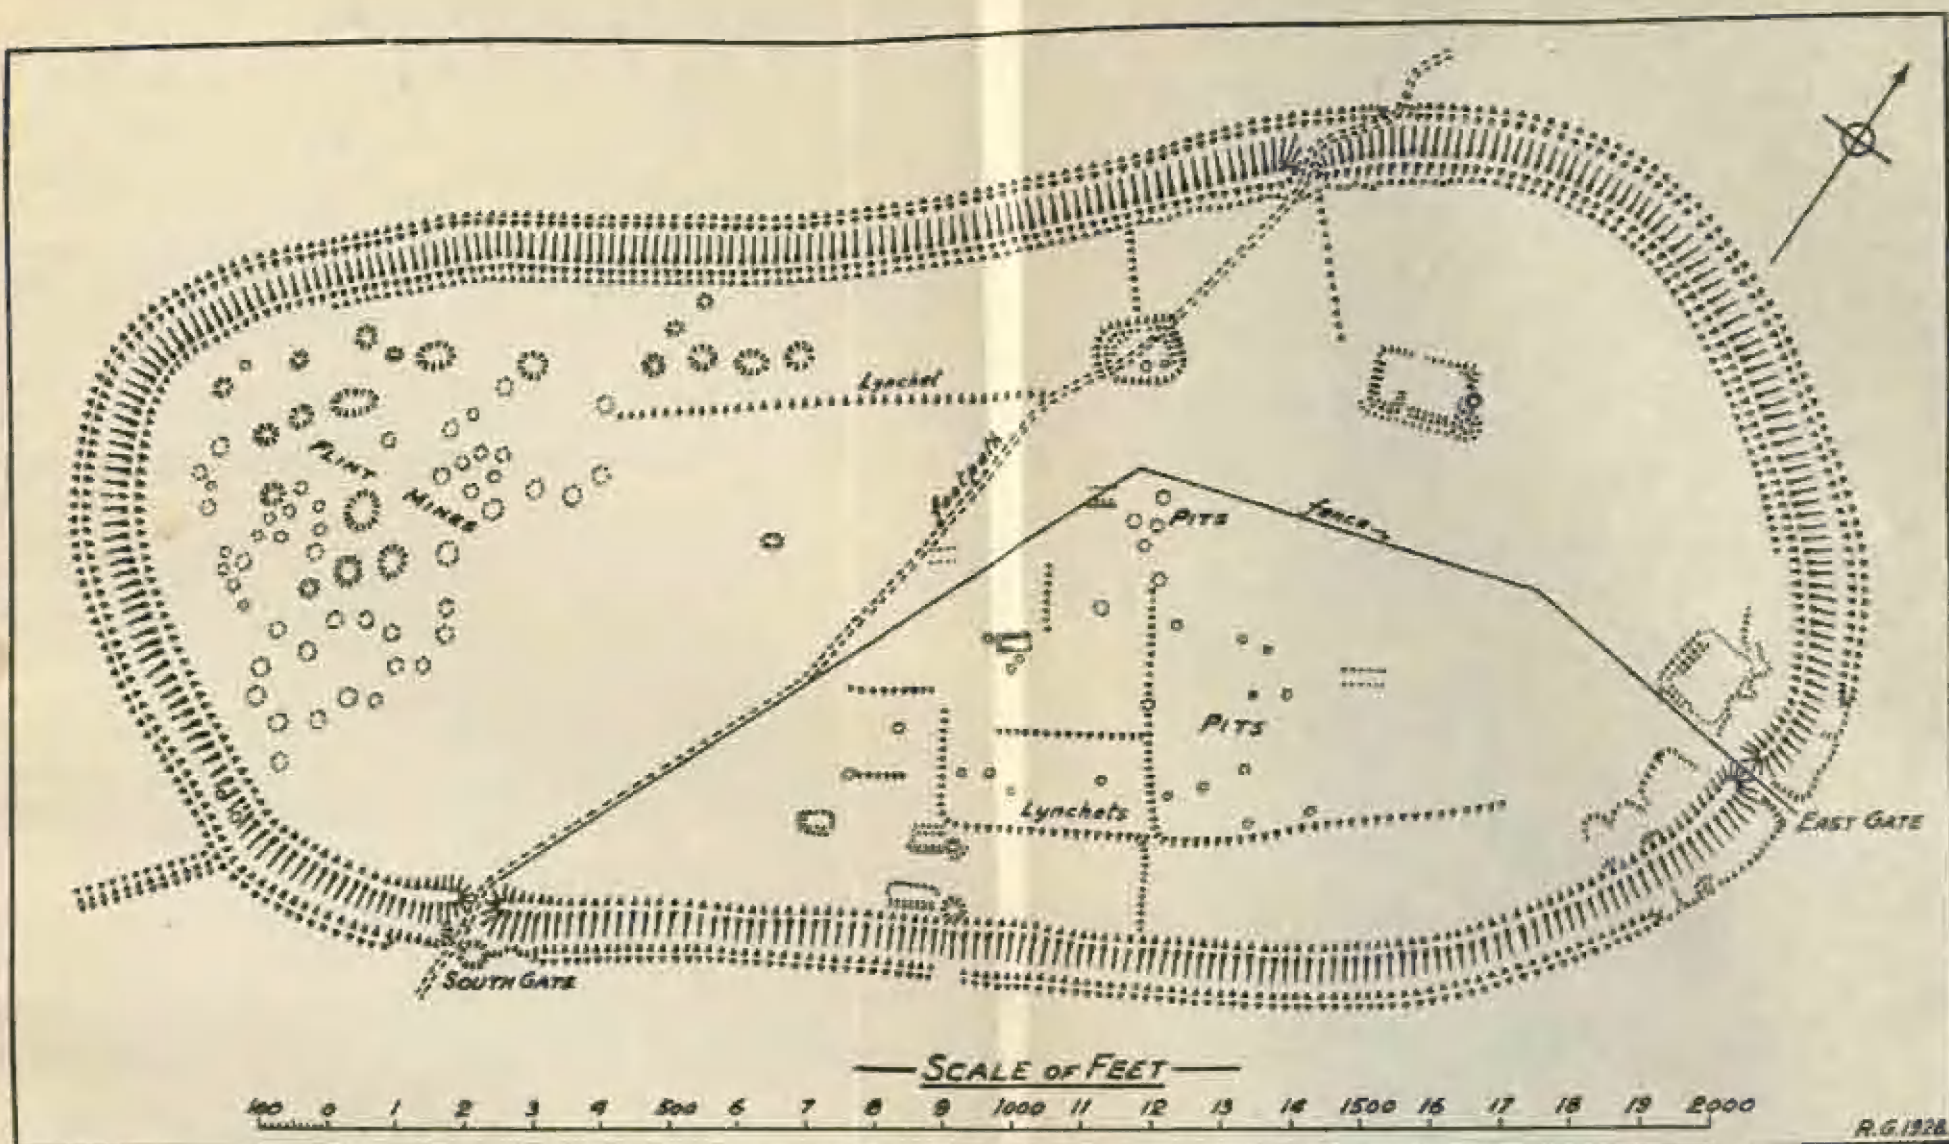 Lynchet
FLINT
MINES
footpath
PITS
fence
PITS
Lynchets
EAST GATE
SOUTH GATE
SCALE OF FEET
100 0 1 2 3 4 500 6 7 8 9 1000 11 12 13 14 1500 16 17 18 19 2000
R.G. 1928